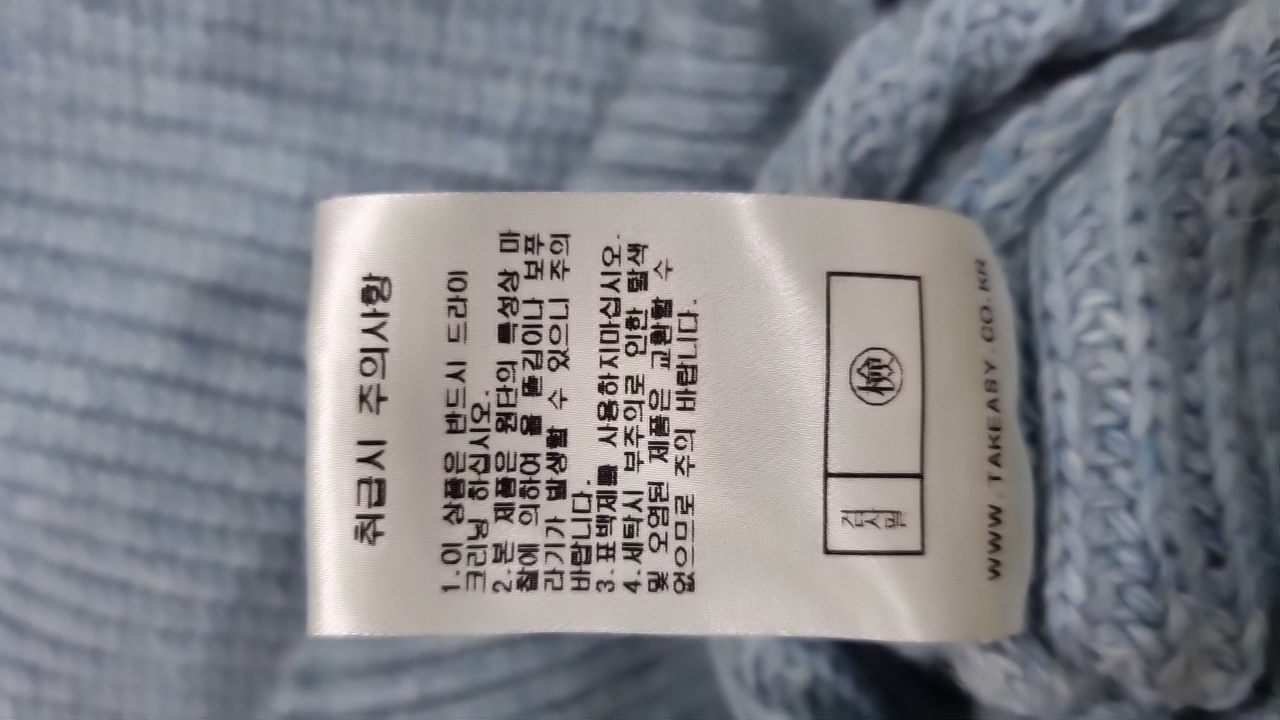 취급시 주의사항
1.이 상품은 반드시 드라이
크리닝 하십시오.
2.본 제품은 원단의 특성상 마
찰에 의하여 올 뜯김이나 보푸
라기가 발생할 수 있으니 주의
바랍니다.
3.표백제를 사용하지마십시오.
4.세탁시 부주의로 인한 탈색
및 오염된 제품은 교환할 수
없으므로 주의 바랍니다.
검
사
필
檢
WWW.TAKEASY.CO.KR